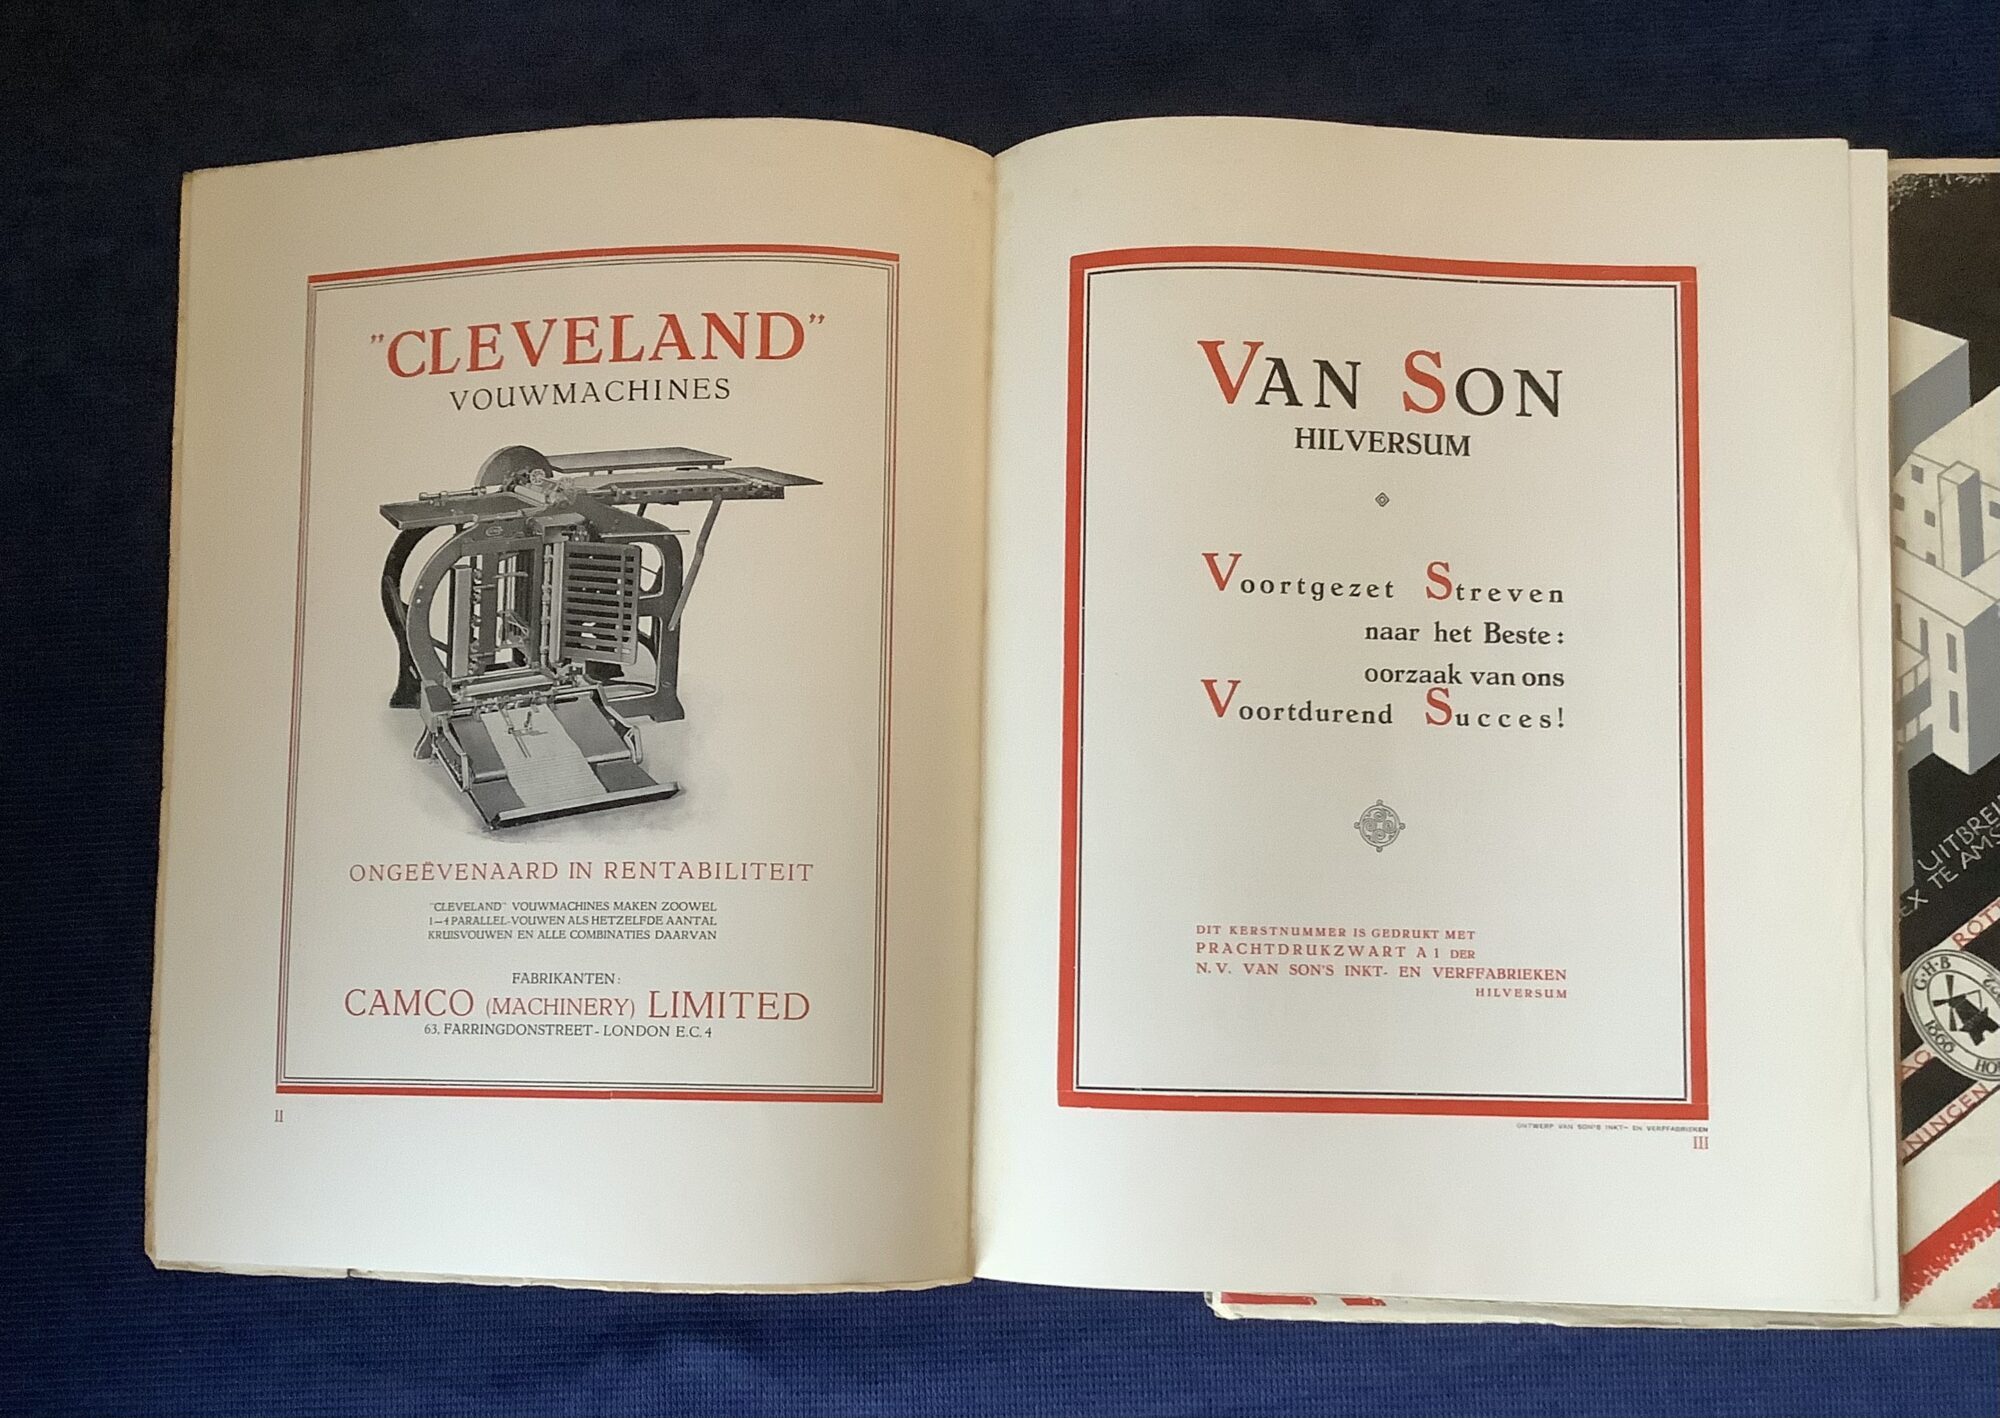 "CLEVELAND"
VOUWMACHINES
ONGEËVENAARD IN RENTABILITEIT
"CLEVELAND" VOUWMACHINES MAKEN ZOOWEL
1—4 PARALLEL-VOUWEN ALS HETZELFDE AANTAL
KRUISVOUWEN EN ALLE COMBINATIES DAARVAN
FABRIKANTEN:
CAMCO (MACHINERY) LIMITED
63, FARRINGDONSTREET - LONDON E.C. 4
II
VAN SON
HILVERSUM
Voortgezet Streven
naar het Beste:
oorzaak van ons
Voortdurend Succes!
DIT KERSTNUMMER IS GEDRUKT MET
PRACHTDRUKZWART A 1 DER
N.V. VAN SON'S INKT- EN VERFFABRIEKEN
HILVERSUM
ONTWERP VAN SON'S INKT- EN VERFFABRIEKEN
III
TE
G·H·B
1866